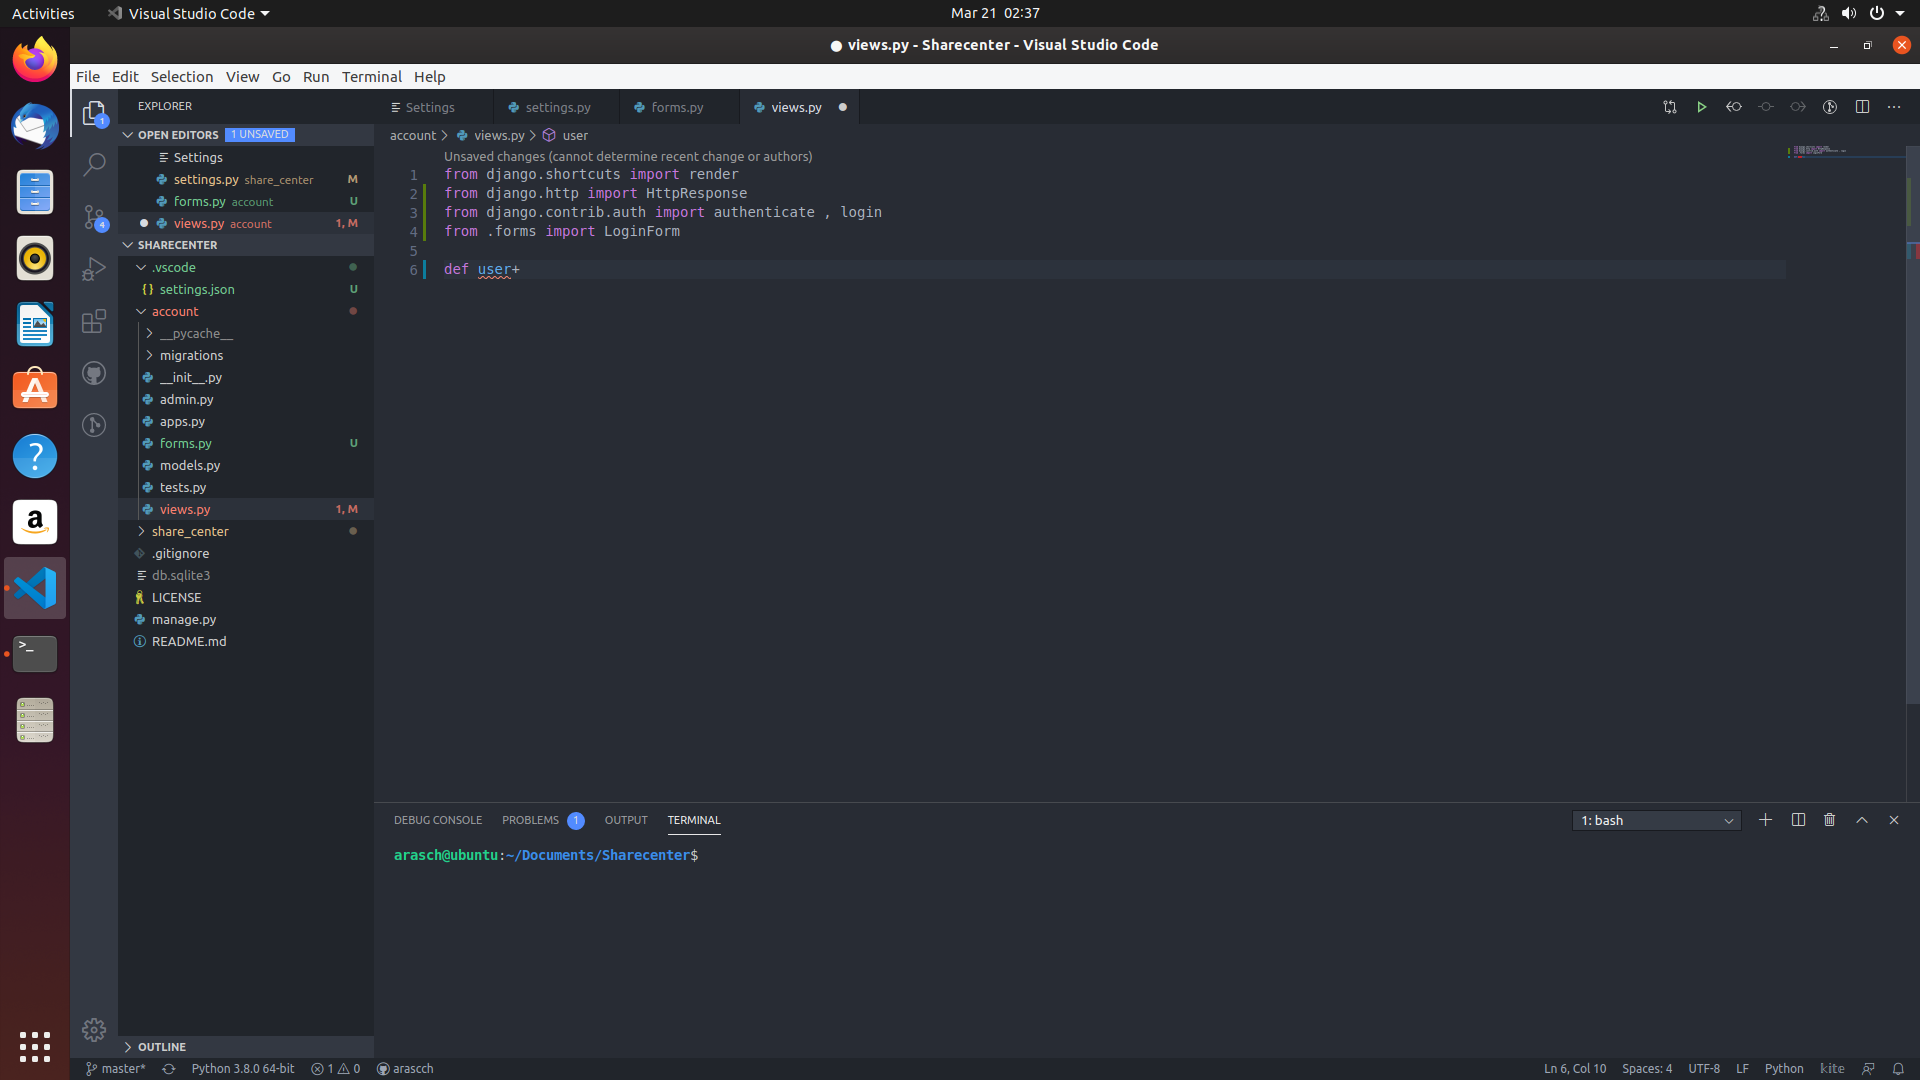 Activities
Visual Studio Code
Mar 21 02:37
● views.py - Sharecenter - Visual Studio Code
File Edit Selection View Go Run Terminal Help
EXPLORER
OPEN EDITORS 1 UNSAVED
Settings
settings.py share_center M
forms.py account U
views.py account 1, M
SHARECENTER
.vscode
settings.json U
account
__pycache__
migrations
__init__.py
admin.py
apps.py
forms.py U
models.py
tests.py
views.py 1, M
share_center
.gitignore
db.sqlite3
LICENSE
manage.py
README.md
OUTLINE
1
4
Settings settings.py forms.py views.py
account > views.py > user
Unsaved changes (cannot determine recent change or authors)
1 from django.shortcuts import render
2 from django.http import HttpResponse
3 from django.contrib.auth import authenticate , login
4 from .forms import LoginForm
5
6 def user+
DEBUG CONSOLE PROBLEMS 1 OUTPUT TERMINAL
1: bash
arasch@ubuntu:~/Documents/Sharecenter$
master* Python 3.8.0 64-bit 1 0 arascch
Ln 6, Col 10 Spaces: 4 UTF-8 LF Python kite